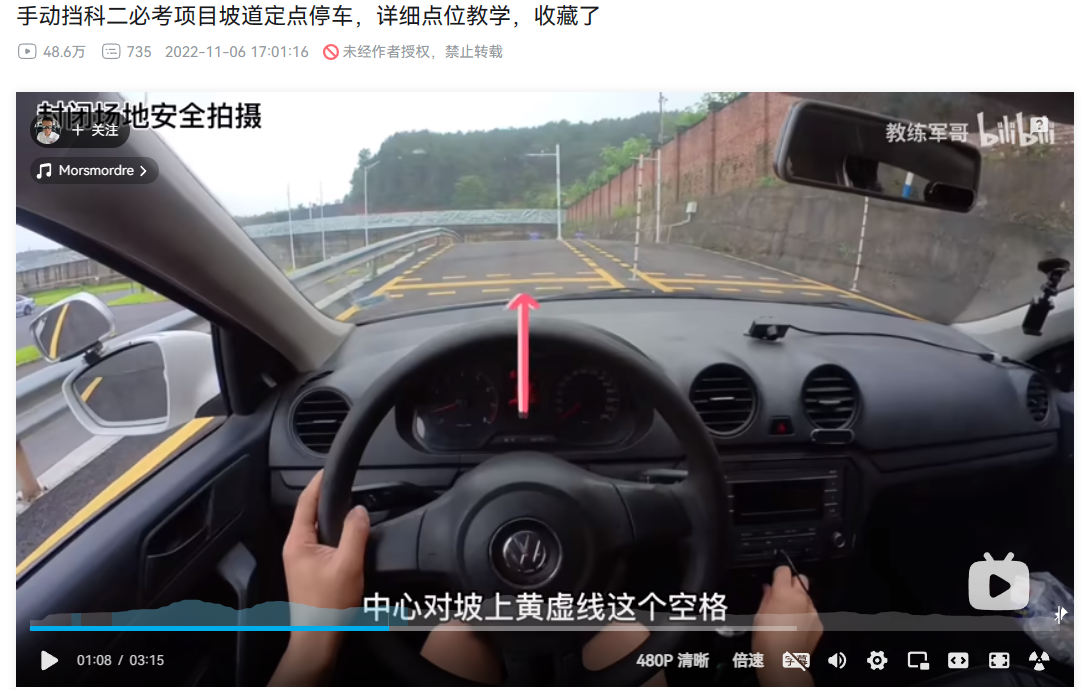 手动挡科二必考项目坡道定点停车，详细点位教学，收藏了
48.6万 735 2022-11-06 17:01:16 未经作者授权，禁止转载
封闭场地安全拍摄
+ 关注
教练军哥 bilibili
Morsmordre
中心对坡上黄虚线这个空格
01:08 / 03:15 480P 清晰 倍速 字幕